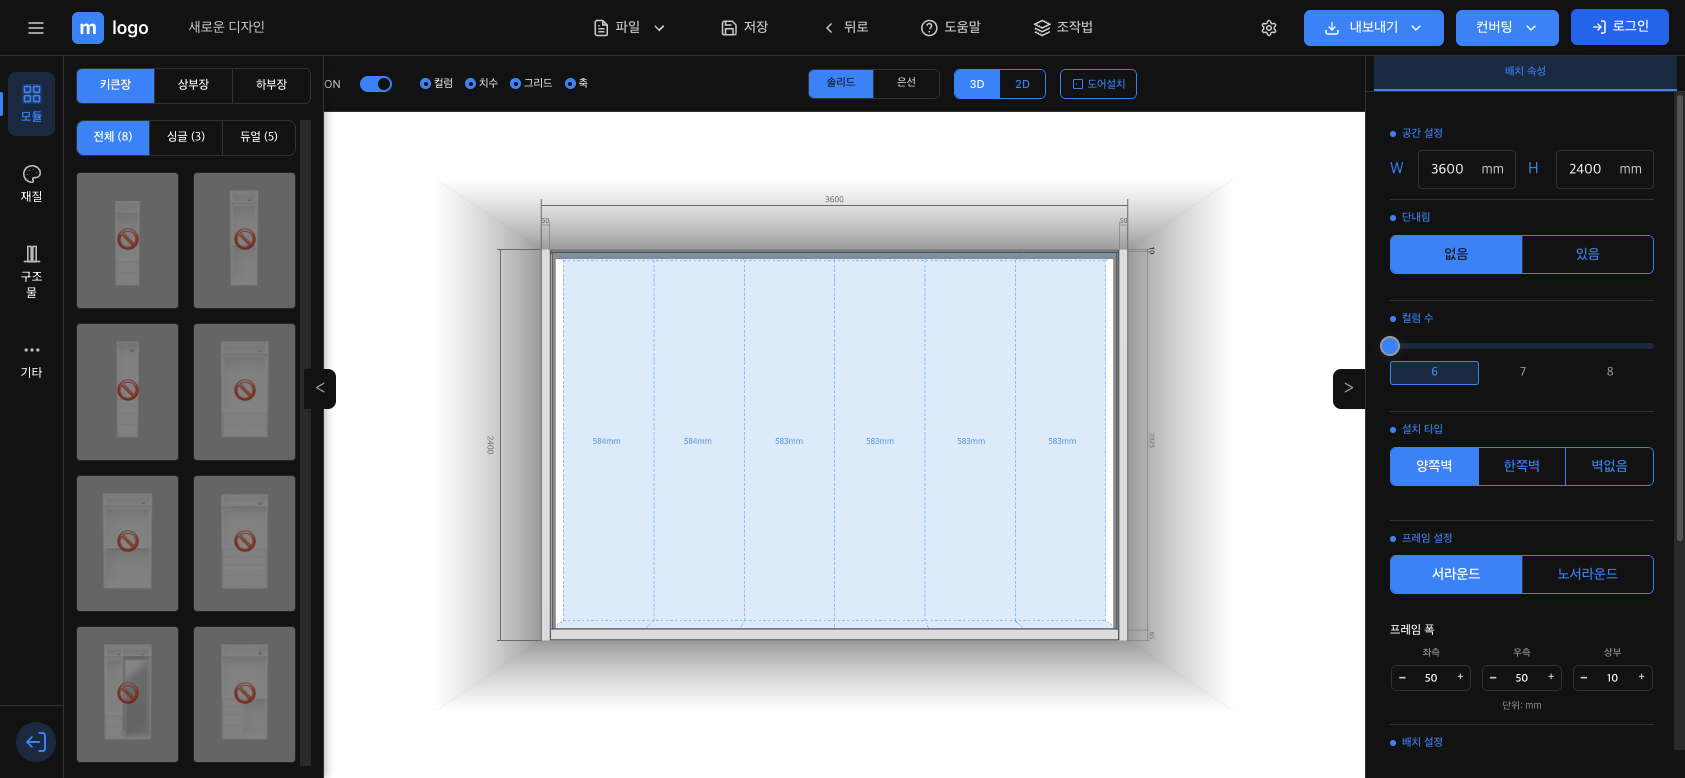 m logo
새로운 디자인
파일
저장
뒤로
도움말
조작법
내보내기
컨버팅
로그인
모듈
재질
구조
물
기타
키큰장
상부장
하부장
전체 (8)
싱글 (3)
듀얼 (5)
ON
컬럼
치수
그리드
축
솔리드
은선
3D
2D
도어설치
<
3600
50
50
10
2400
2325
65
584mm
584mm
583mm
583mm
583mm
583mm
>
배치 속성
공간 설정
W 3600 mm H 2400 mm
단내림
없음
있음
컬럼 수
6 7 8
설치 타입
양쪽벽
한쪽벽
벽없음
프레임 설정
서라운드
노서라운드
프레임 폭
좌측 우측 상부
− 50 + − 50 + − 10 +
단위: mm
배치 설정